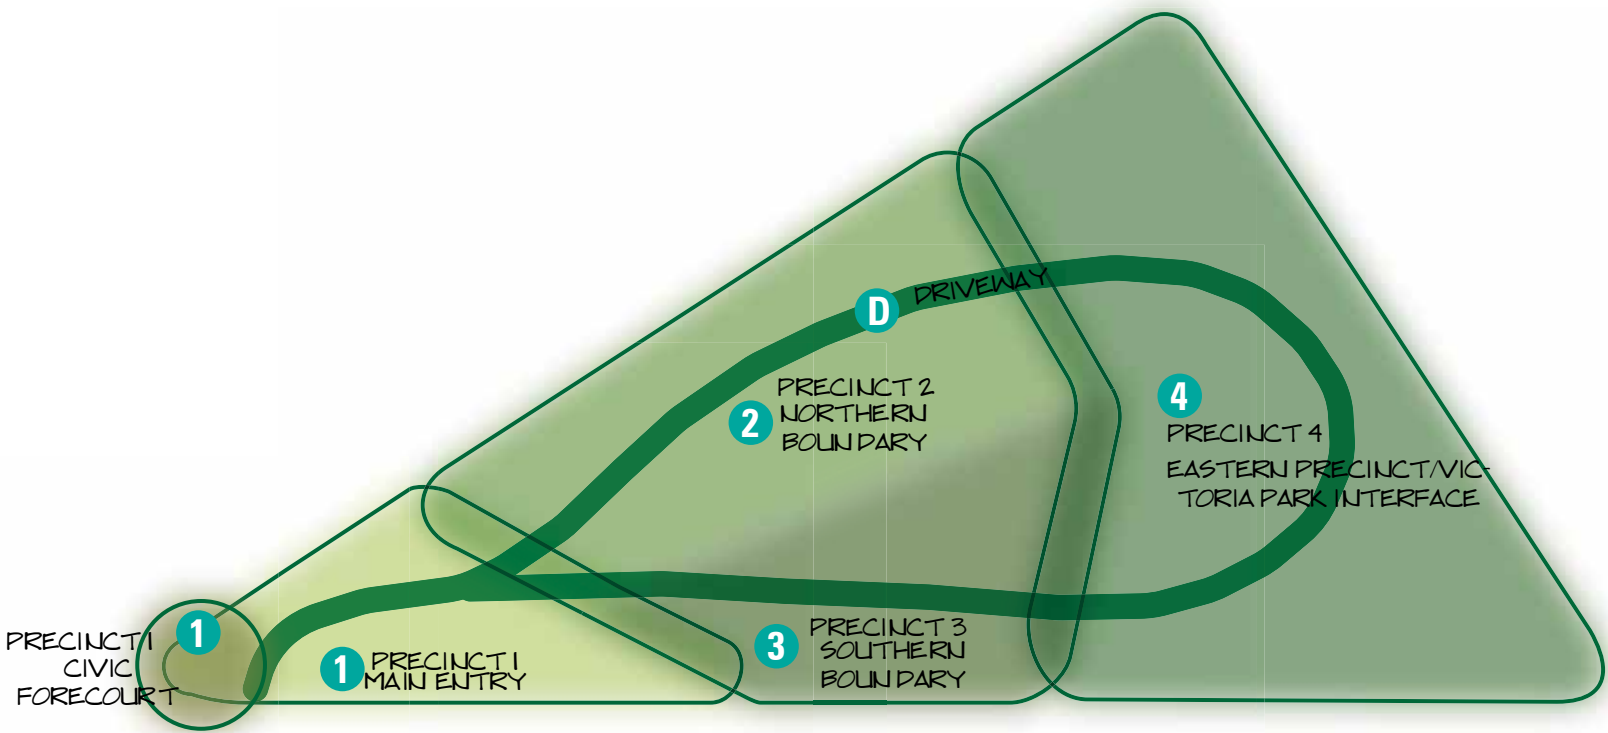 D
DRIVEWAY
2
PRECINCT 2
NORTHERN
BOUNDARY
4
PRECINCT 4
EASTERN PRECINCT/VIC-
TORIA PARK INTERFACE
1
PRECINCT 1
CIVIC
FORECOURT
1
PRECINCT 1
MAIN ENTRY
3
PRECINCT 3
SOUTHERN
BOUNDARY